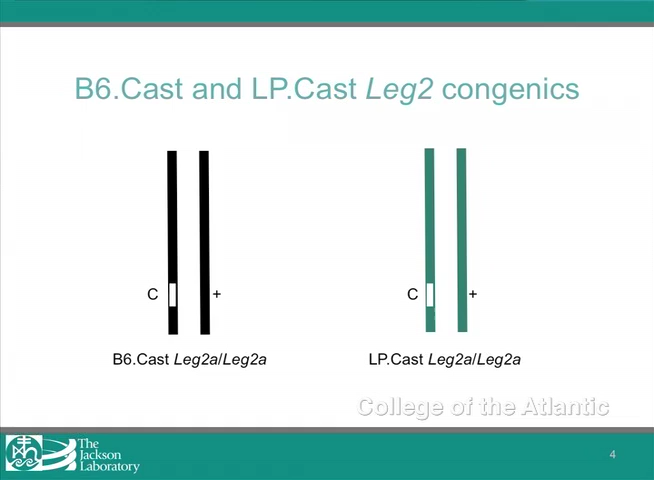 B6.Cast and LP.Cast Leg2 congenics
C +
C +
B6.Cast Leg2a/Leg2a
LP.Cast Leg2a/Leg2a
College of the Atlantic
The
Jackson
Laboratory
4